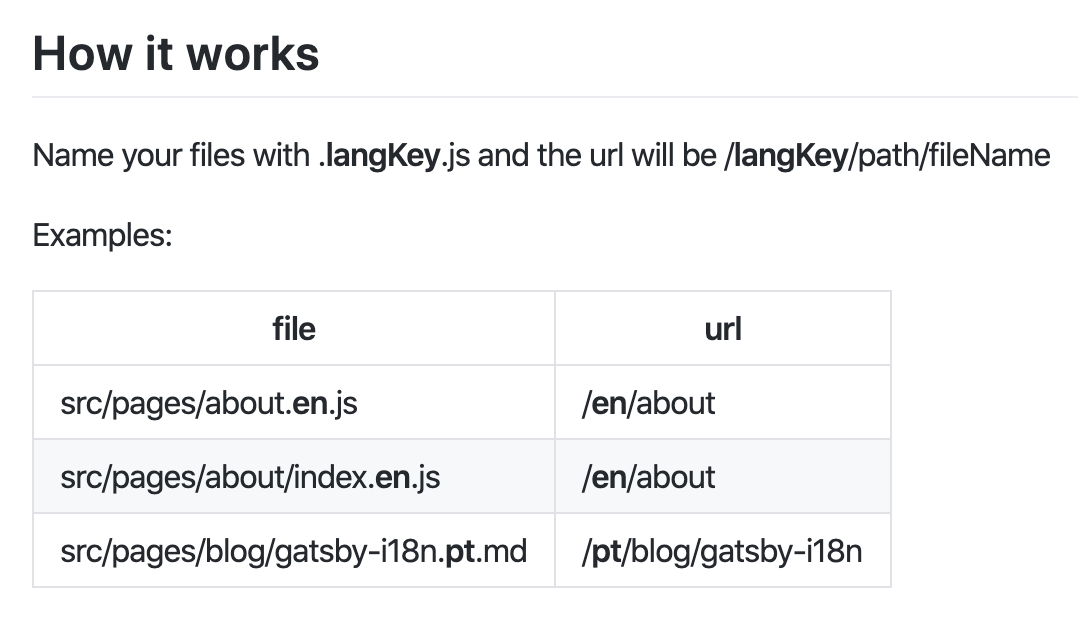 How it works
Name your files with .langKey.js and the url will be /langKey/path/fileName
Examples:
file url
src/pages/about.en.js /en/about
src/pages/about/index.en.js /en/about
src/pages/blog/gatsby-i18n.pt.md /pt/blog/gatsby-i18n